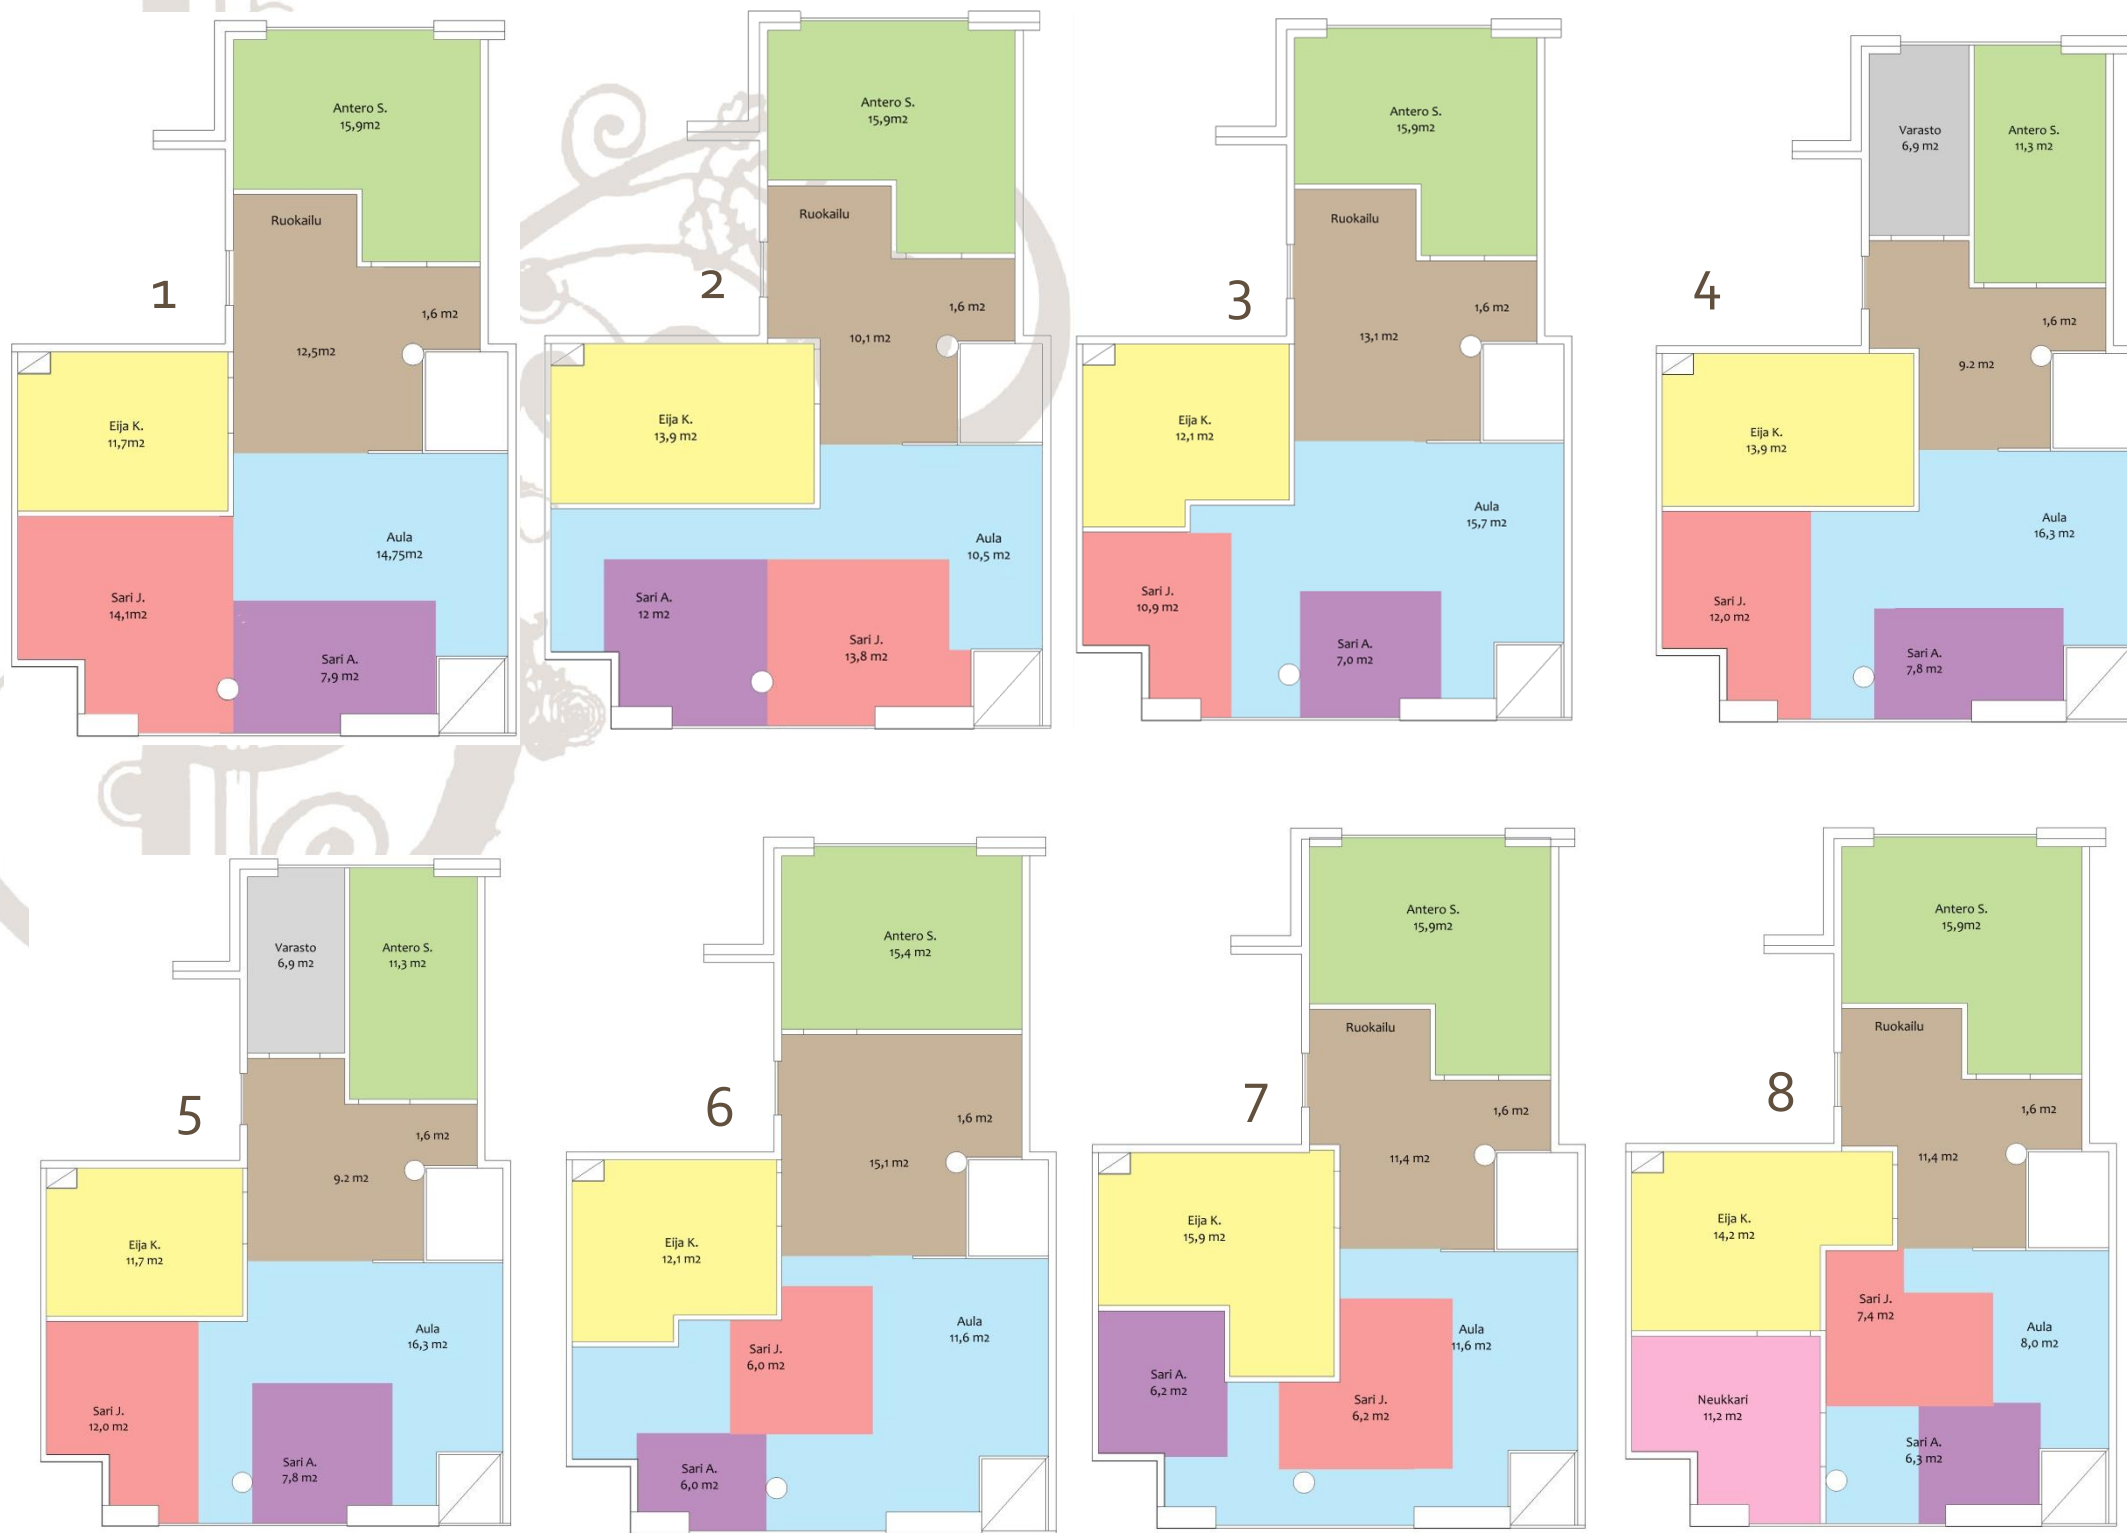 Antero S.
15,9m2
Ruokailu
1,6 m2
1
12,5m2
Eija K.
11,7m2
Aula
14,75m2
Sari J.
14,1m2
Sari A.
7,9 m2
Antero S.
15,9m2
Ruokailu
2
1,6 m2
10,1 m2
Eija K.
13,9 m2
Aula
10,5 m2
Sari A.
12 m2
Sari J.
13,8 m2
Antero S.
15,9m2
Ruokailu
3
1,6 m2
13,1 m2
Eija K.
12,1 m2
Aula
15,7 m2
Sari J.
10,9 m2
Sari A.
7,0 m2
Varasto
6,9 m2
Antero S.
11,3 m2
4
1,6 m2
9.2 m2
Eija K.
13,9 m2
Aula
16,3 m2
Sari J.
12,0 m2
Sari A.
7,8 m2
Varasto
6,9 m2
Antero S.
11,3 m2
5
1,6 m2
9.2 m2
Eija K.
11,7 m2
Aula
16,3 m2
Sari J.
12,0 m2
Sari A.
7,8 m2
Antero S.
15,4 m2
6
1,6 m2
15,1 m2
Eija K.
12,1 m2
Aula
11,6 m2
Sari J.
6,0 m2
Sari A.
6,0 m2
Antero S.
15,9m2
Ruokailu
7
1,6 m2
11,4 m2
Eija K.
15,9 m2
Aula
11,6 m2
Sari A.
6,2 m2
Sari J.
6,2 m2
Antero S.
15,9m2
Ruokailu
8
1,6 m2
11,4 m2
Eija K.
14,2 m2
Sari J.
7,4 m2
Aula
8,0 m2
Neukkari
11,2 m2
Sari A.
6,3 m2